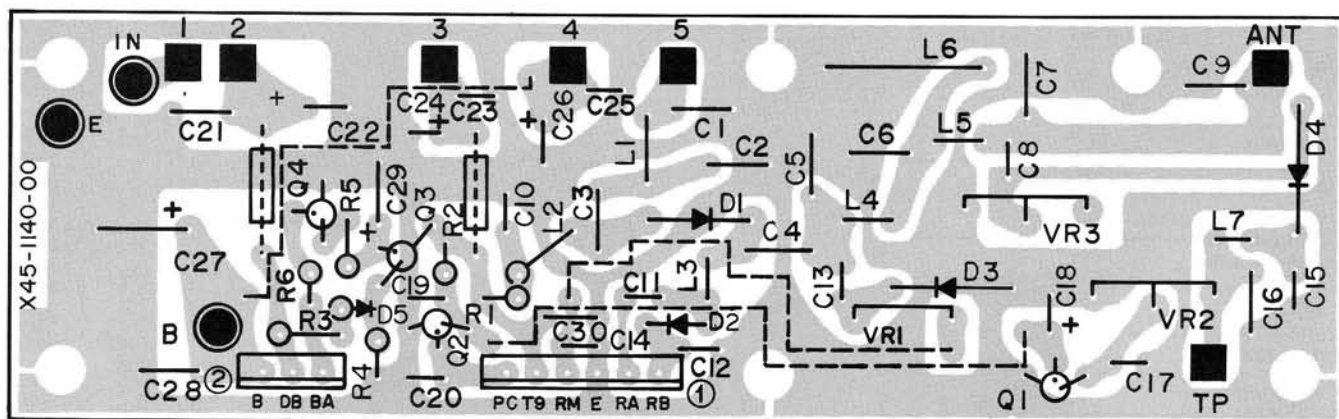 1 2 3 4 5 ANT
IN
E
L6
C7
C9
C21
C22
C24
C23
C26
C25
C1
L1
C2
C5
C6
L5
C8
D4
X45-1140-00
Q4
R5
C29
Q3
R2
C10
L2
C3
D1
L4
VR3
L7
C27
C4
R6
C19
R1
C11
L3
C13
D3
C18
VR2
C16
C15
B
R3
D5
Q2
C30
C14
D2
VR1
C28
②
R4
C20
C12
①
Q1
C17
TP
B DB BA
PC T9 RM E RA RB